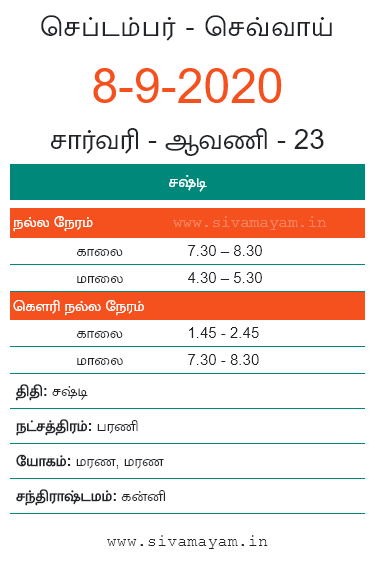 செப்டம்பர் - செவ்வாய்
8-9-2020
சார்வரி - ஆவணி - 23
சஷ்டி
நல்ல நேரம் www.sivamayam.in
காலை 7.30 – 8.30
மாலை 4.30 – 5.30
கௌரி நல்ல நேரம்
காலை 1.45 - 2.45
மாலை 7.30 - 8.30
திதி: சஷ்டி
நட்சத்திரம்: பரணி
யோகம்: மரண, மரண
சந்திராஷ்டமம்: கன்னி
www.sivamayam.in